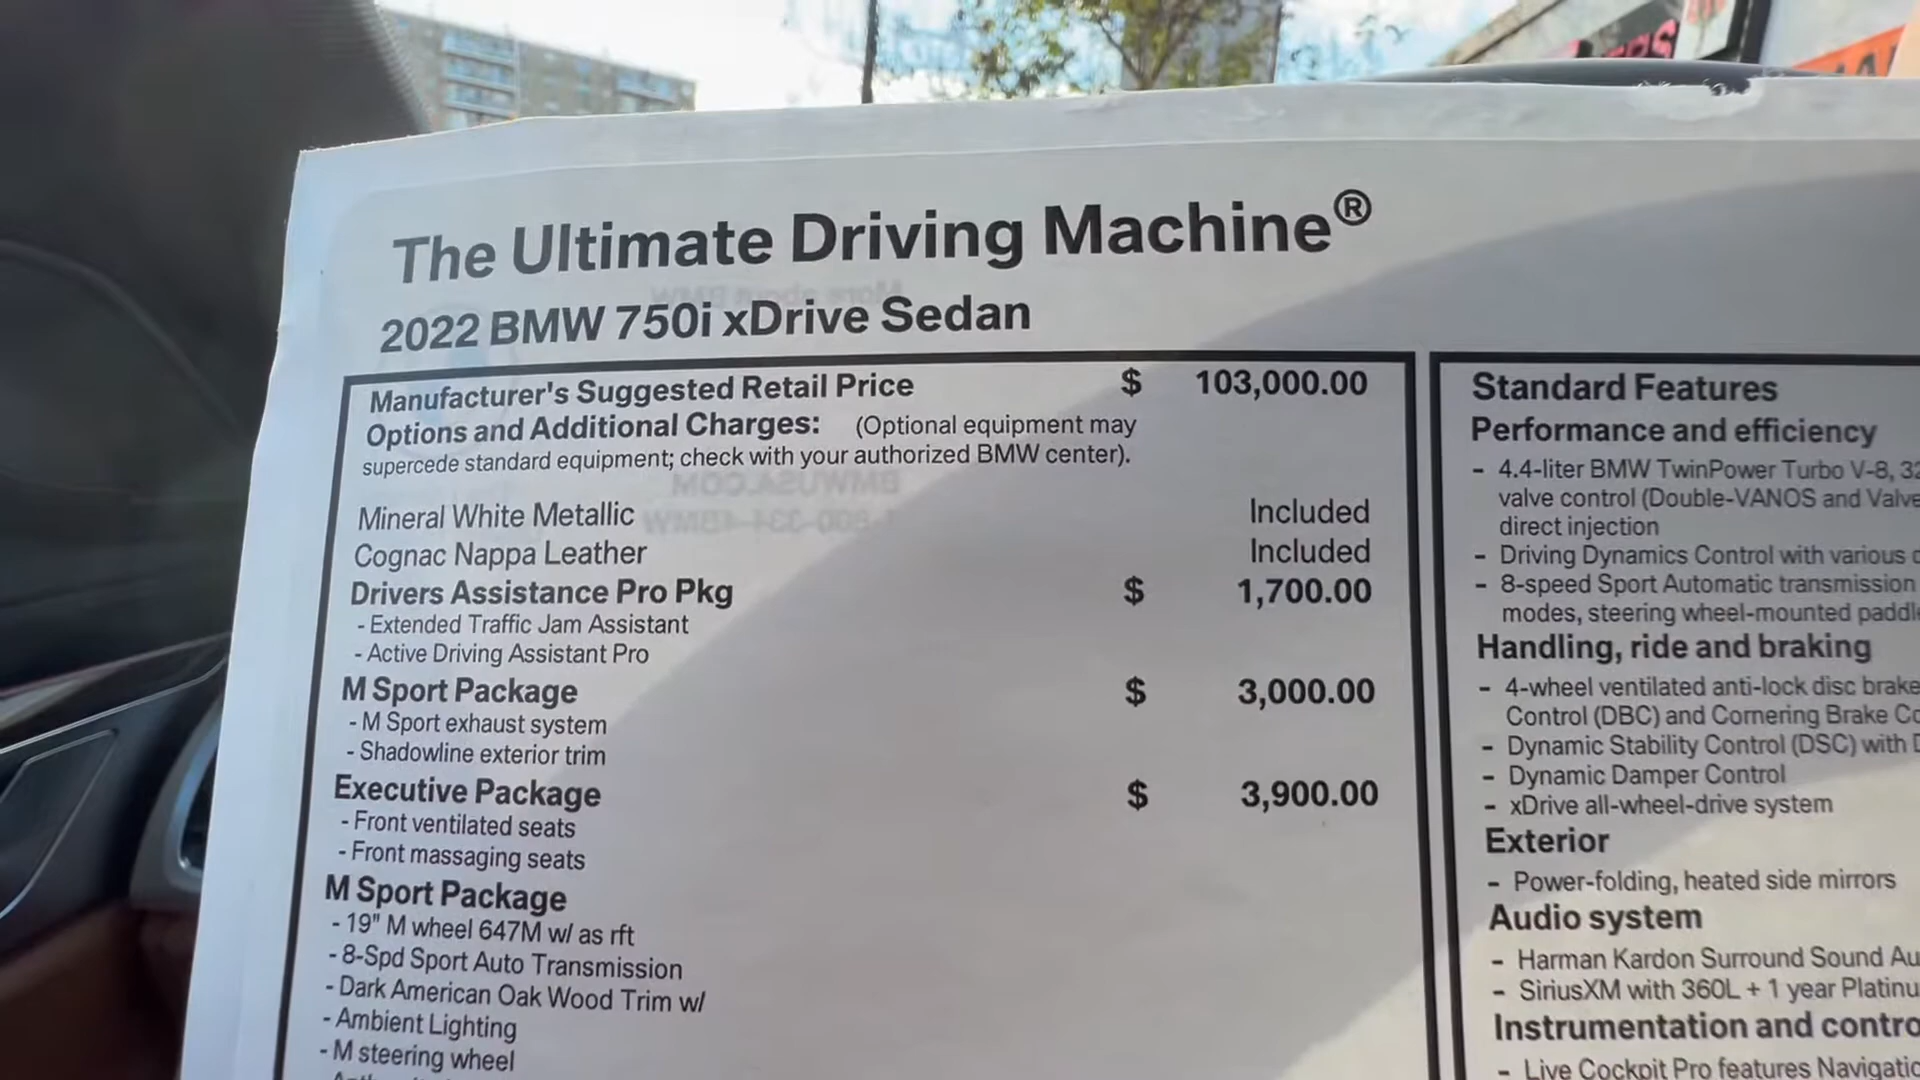 The Ultimate Driving Machine®
2022 BMW 750i xDrive Sedan
Manufacturer's Suggested Retail Price $ 103,000.00
Options and Additional Charges: (Optional equipment may
supercede standard equipment; check with your authorized BMW center).
Mineral White Metallic Included
Cognac Nappa Leather Included
Drivers Assistance Pro Pkg $ 1,700.00
- Extended Traffic Jam Assistant
- Active Driving Assistant Pro
M Sport Package $ 3,000.00
- M Sport exhaust system
- Shadowline exterior trim
Executive Package $ 3,900.00
- Front ventilated seats
- Front massaging seats
M Sport Package
- 19" M wheel 647M w/ as rft
- 8-Spd Sport Auto Transmission
- Dark American Oak Wood Trim w/
- Ambient Lighting
- M steering wheel
Standard Features
Performance and efficiency
- 4.4-liter BMW TwinPower Turbo V-8, 32
valve control (Double-VANOS and Valve
direct injection
- Driving Dynamics Control with various
- 8-speed Sport Automatic transmission
modes, steering wheel-mounted paddle
Handling, ride and braking
- 4-wheel ventilated anti-lock disc brake
Control (DBC) and Cornering Brake Co
- Dynamic Stability Control (DSC) with
- Dynamic Damper Control
- xDrive all-wheel-drive system
Exterior
- Power-folding, heated side mirrors
Audio system
- Harman Kardon Surround Sound Au
- SiriusXM with 360L + 1 year Platinu
Instrumentation and contro
- Live Cockpit Pro features Navigatio